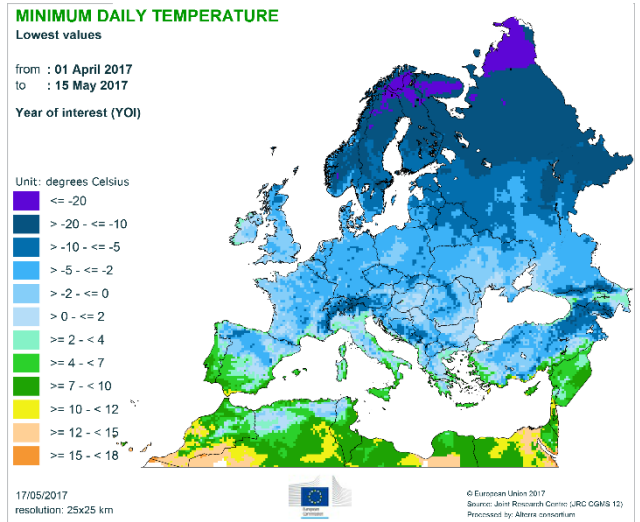 MINIMUM DAILY TEMPERATURE
Lowest values
from : 01 April 2017
to : 15 May 2017
Year of interest (YOI)
Unit: degrees Celsius
<= -20
> -20 - <= -10
> -10 - <= -5
> -5 - <= -2
> -2 - <= 0
> 0 - <= 2
>= 2 - < 4
>= 4 - < 7
>= 7 - < 10
>= 10 - < 12
>= 12 - < 15
>= 15 - < 18
17/05/2017
resolution: 25x25 km
European
Commission
© European Union 2017
Source: Joint Research Centre (JRC CGMS 12)
Processed by: Alterra consortium